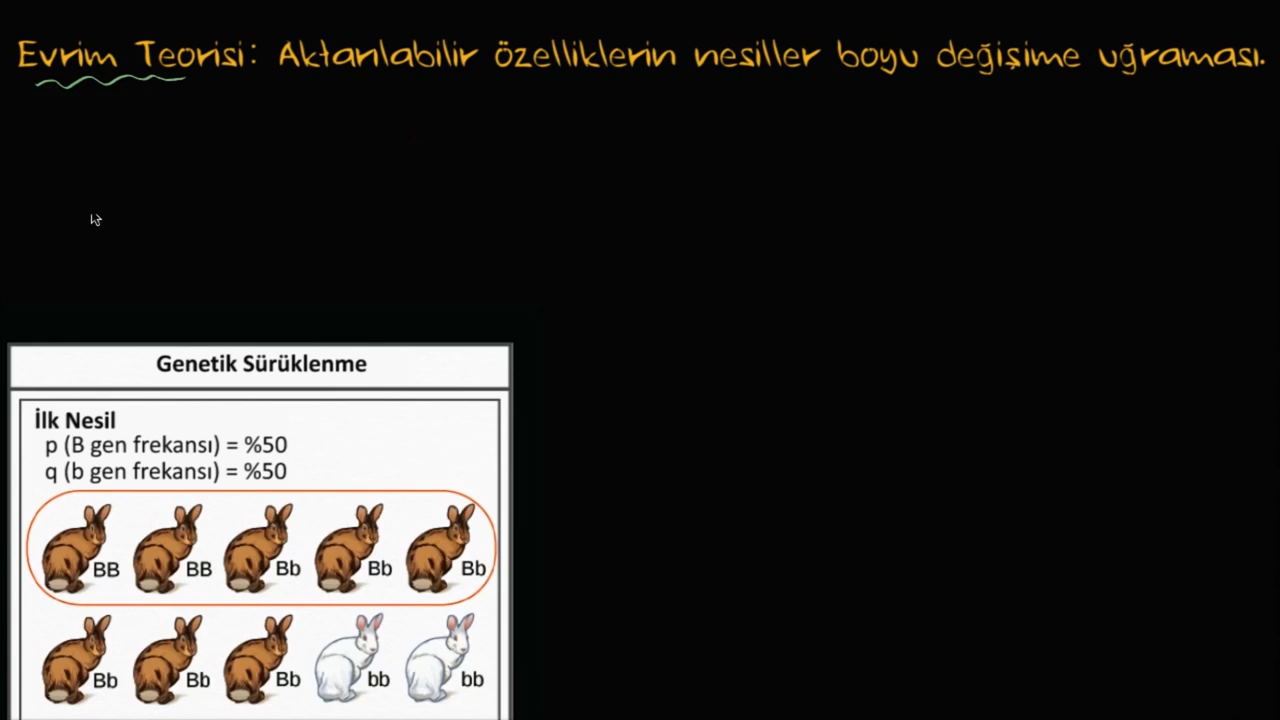 Evrim Teorisi: Aktarılabilir özelliklerin nesiller boyu değişime uğraması.
Genetik Sürüklenme
İlk Nesil
p (B gen frekansı) = %50
q (b gen frekansı) = %50
BB BB Bb Bb Bb
Bb Bb Bb bb bb